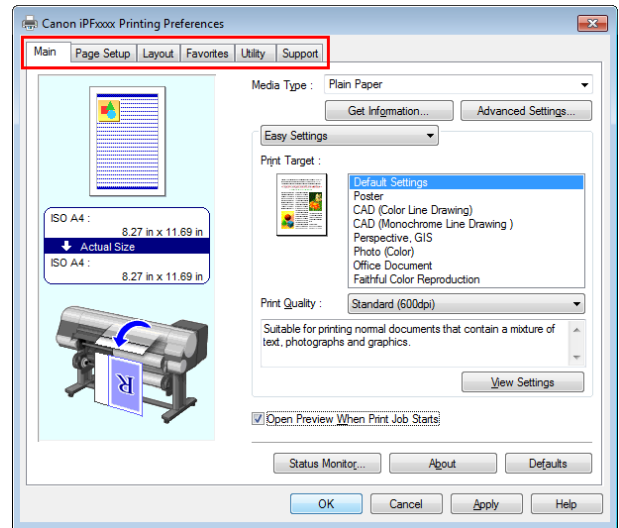 Canon iPFxxxx Printing Preferences
Main Page Setup Layout Favorites Utility Support
Media Type : Plain Paper
Get Information... Advanced Settings...
Easy Settings
Print Target :
Default Settings
Poster
CAD (Color Line Drawing)
CAD (Monochrome Line Drawing )
Perspective, GIS
Photo (Color)
Office Document
Faithful Color Reproduction
ISO A4 :
8.27 in x 11.69 in
Actual Size
ISO A4 :
8.27 in x 11.69 in
R
Print Quality : Standard (600dpi)
Suitable for printing normal documents that contain a mixture of
text, photographs and graphics.
View Settings
Open Preview When Print Job Starts
Status Monitor... About Defaults
OK Cancel Apply Help